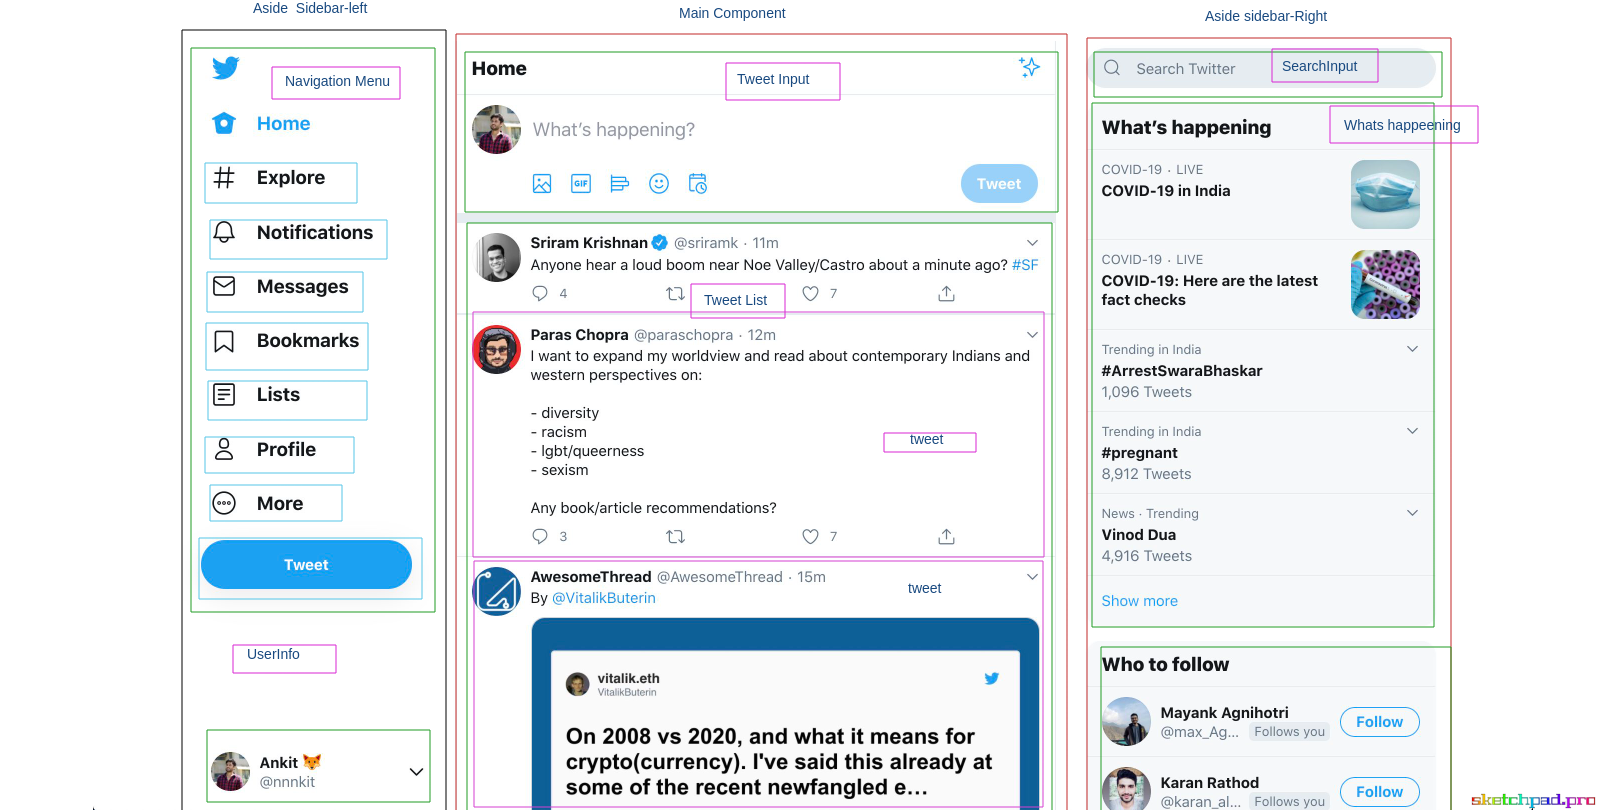 Aside Sidebar-left
Navigation Menu
Home
Explore
Notifications
Messages
Bookmarks
Lists
Profile
More
Tweet
UserInfo
Ankit 🦊
@nnnkit
Main Component
Home
Tweet Input
What's happening?
GIF
Tweet
Sriram Krishnan @sriramk · 11m
Anyone hear a loud boom near Noe Valley/Castro about a minute ago? #SF
4
7
Tweet List
Paras Chopra @paraschopra · 12m
I want to expand my worldview and read about contemporary Indians and
western perspectives on:
- diversity
- racism
- lgbt/queerness
- sexism
Any book/article recommendations?
tweet
3
7
AwesomeThread @AwesomeThread · 15m
By @VitalikButerin
tweet
vitalik.eth
VitalikButerin
On 2008 vs 2020, and what it means for
crypto(currency). I've said this already at
some of the recent newfangled e...
Aside sidebar-Right
Search Twitter
SearchInput
What's happening
Whats happeening
COVID-19 · LIVE
COVID-19 in India
COVID-19 · LIVE
COVID-19: Here are the latest
fact checks
Trending in India
#ArrestSwaraBhaskar
1,096 Tweets
Trending in India
#pregnant
8,912 Tweets
News · Trending
Vinod Dua
4,916 Tweets
Show more
Who to follow
Mayank Agnihotri
@max_Ag... Follows you
Follow
Karan Rathod
@karan_al... Follows you
Follow
sketchpad.pro